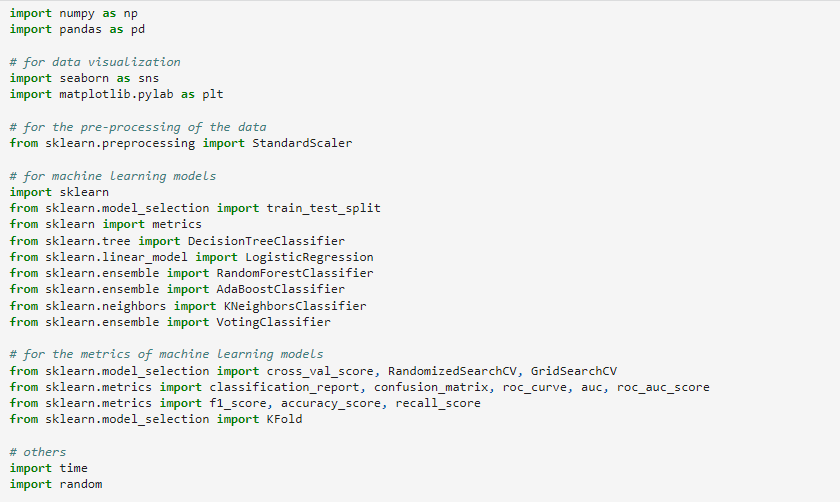 import numpy as np
import pandas as pd
# for data visualization
import seaborn as sns
import matplotlib.pylab as plt
# for the pre-processing of the data
from sklearn.preprocessing import StandardScaler
# for machine learning models
import sklearn
from sklearn.model_selection import train_test_split
from sklearn import metrics
from sklearn.tree import DecisionTreeClassifier
from sklearn.linear_model import LogisticRegression
from sklearn.ensemble import RandomForestClassifier
from sklearn.ensemble import AdaBoostClassifier
from sklearn.neighbors import KNeighborsClassifier
from sklearn.ensemble import VotingClassifier
# for the metrics of machine learning models
from sklearn.model_selection import cross_val_score, RandomizedSearchCV, GridSearchCV
from sklearn.metrics import classification_report, confusion_matrix, roc_curve, auc, roc_auc_score
from sklearn.metrics import f1_score, accuracy_score, recall_score
from sklearn.model_selection import KFold
# others
import time
import random